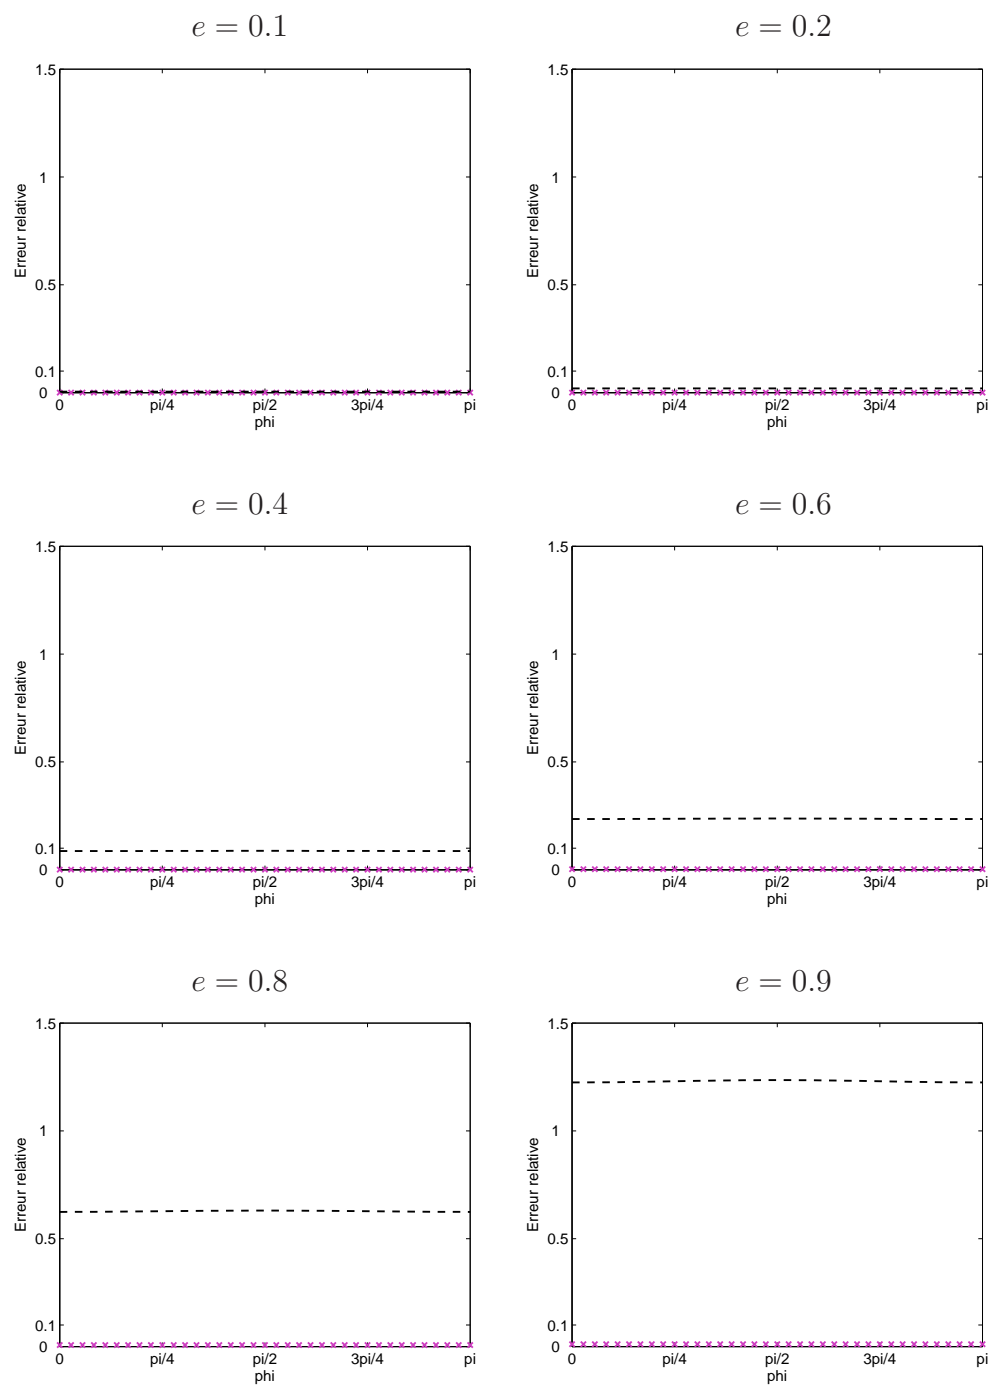 e = 0.1
1.5
1
0.5
0.1
0
Erreur relative
0 pi/4 pi/2 3pi/4 pi
phi
e = 0.2
1.5
1
0.5
0.1
0
Erreur relative
0 pi/4 pi/2 3pi/4 pi
phi
e = 0.4
1.5
1
0.5
0.1
0
Erreur relative
0 pi/4 pi/2 3pi/4 pi
phi
e = 0.6
1.5
1
0.5
0.1
0
Erreur relative
0 pi/4 pi/2 3pi/4 pi
phi
e = 0.8
1.5
1
0.5
0.1
0
Erreur relative
0 pi/4 pi/2 3pi/4 pi
phi
e = 0.9
1.5
1
0.5
0.1
0
Erreur relative
0 pi/4 pi/2 3pi/4 pi
phi